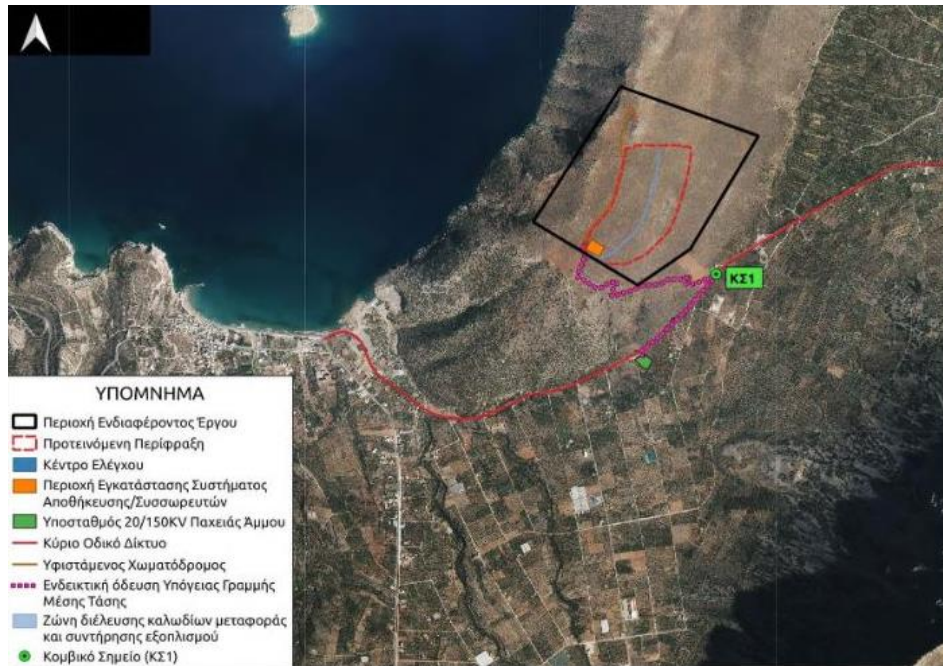 ΚΣ1
ΥΠΟΜΝΗΜΑ
Περιοχή Ενδιαφέροντος Έργου
Προτεινόμενη Περίφραξη
Κέντρο Ελέγχου
Περιοχή Εγκατάστασης Συστήματος
Αποθήκευσης/Συσσωρευτών
Υποσταθμός 20/150KV Παχειάς Άμμου
Κύριο Οδικό Δίκτυο
Υφιστάμενος Χωματόδρομος
Ενδεικτική όδευση Υπόγειας Γραμμής
Μέσης Τάσης
Ζώνη διέλευσης καλωδίων μεταφοράς
και συντήρησης εξοπλισμού
Κομβικό Σημείο (ΚΣ1)